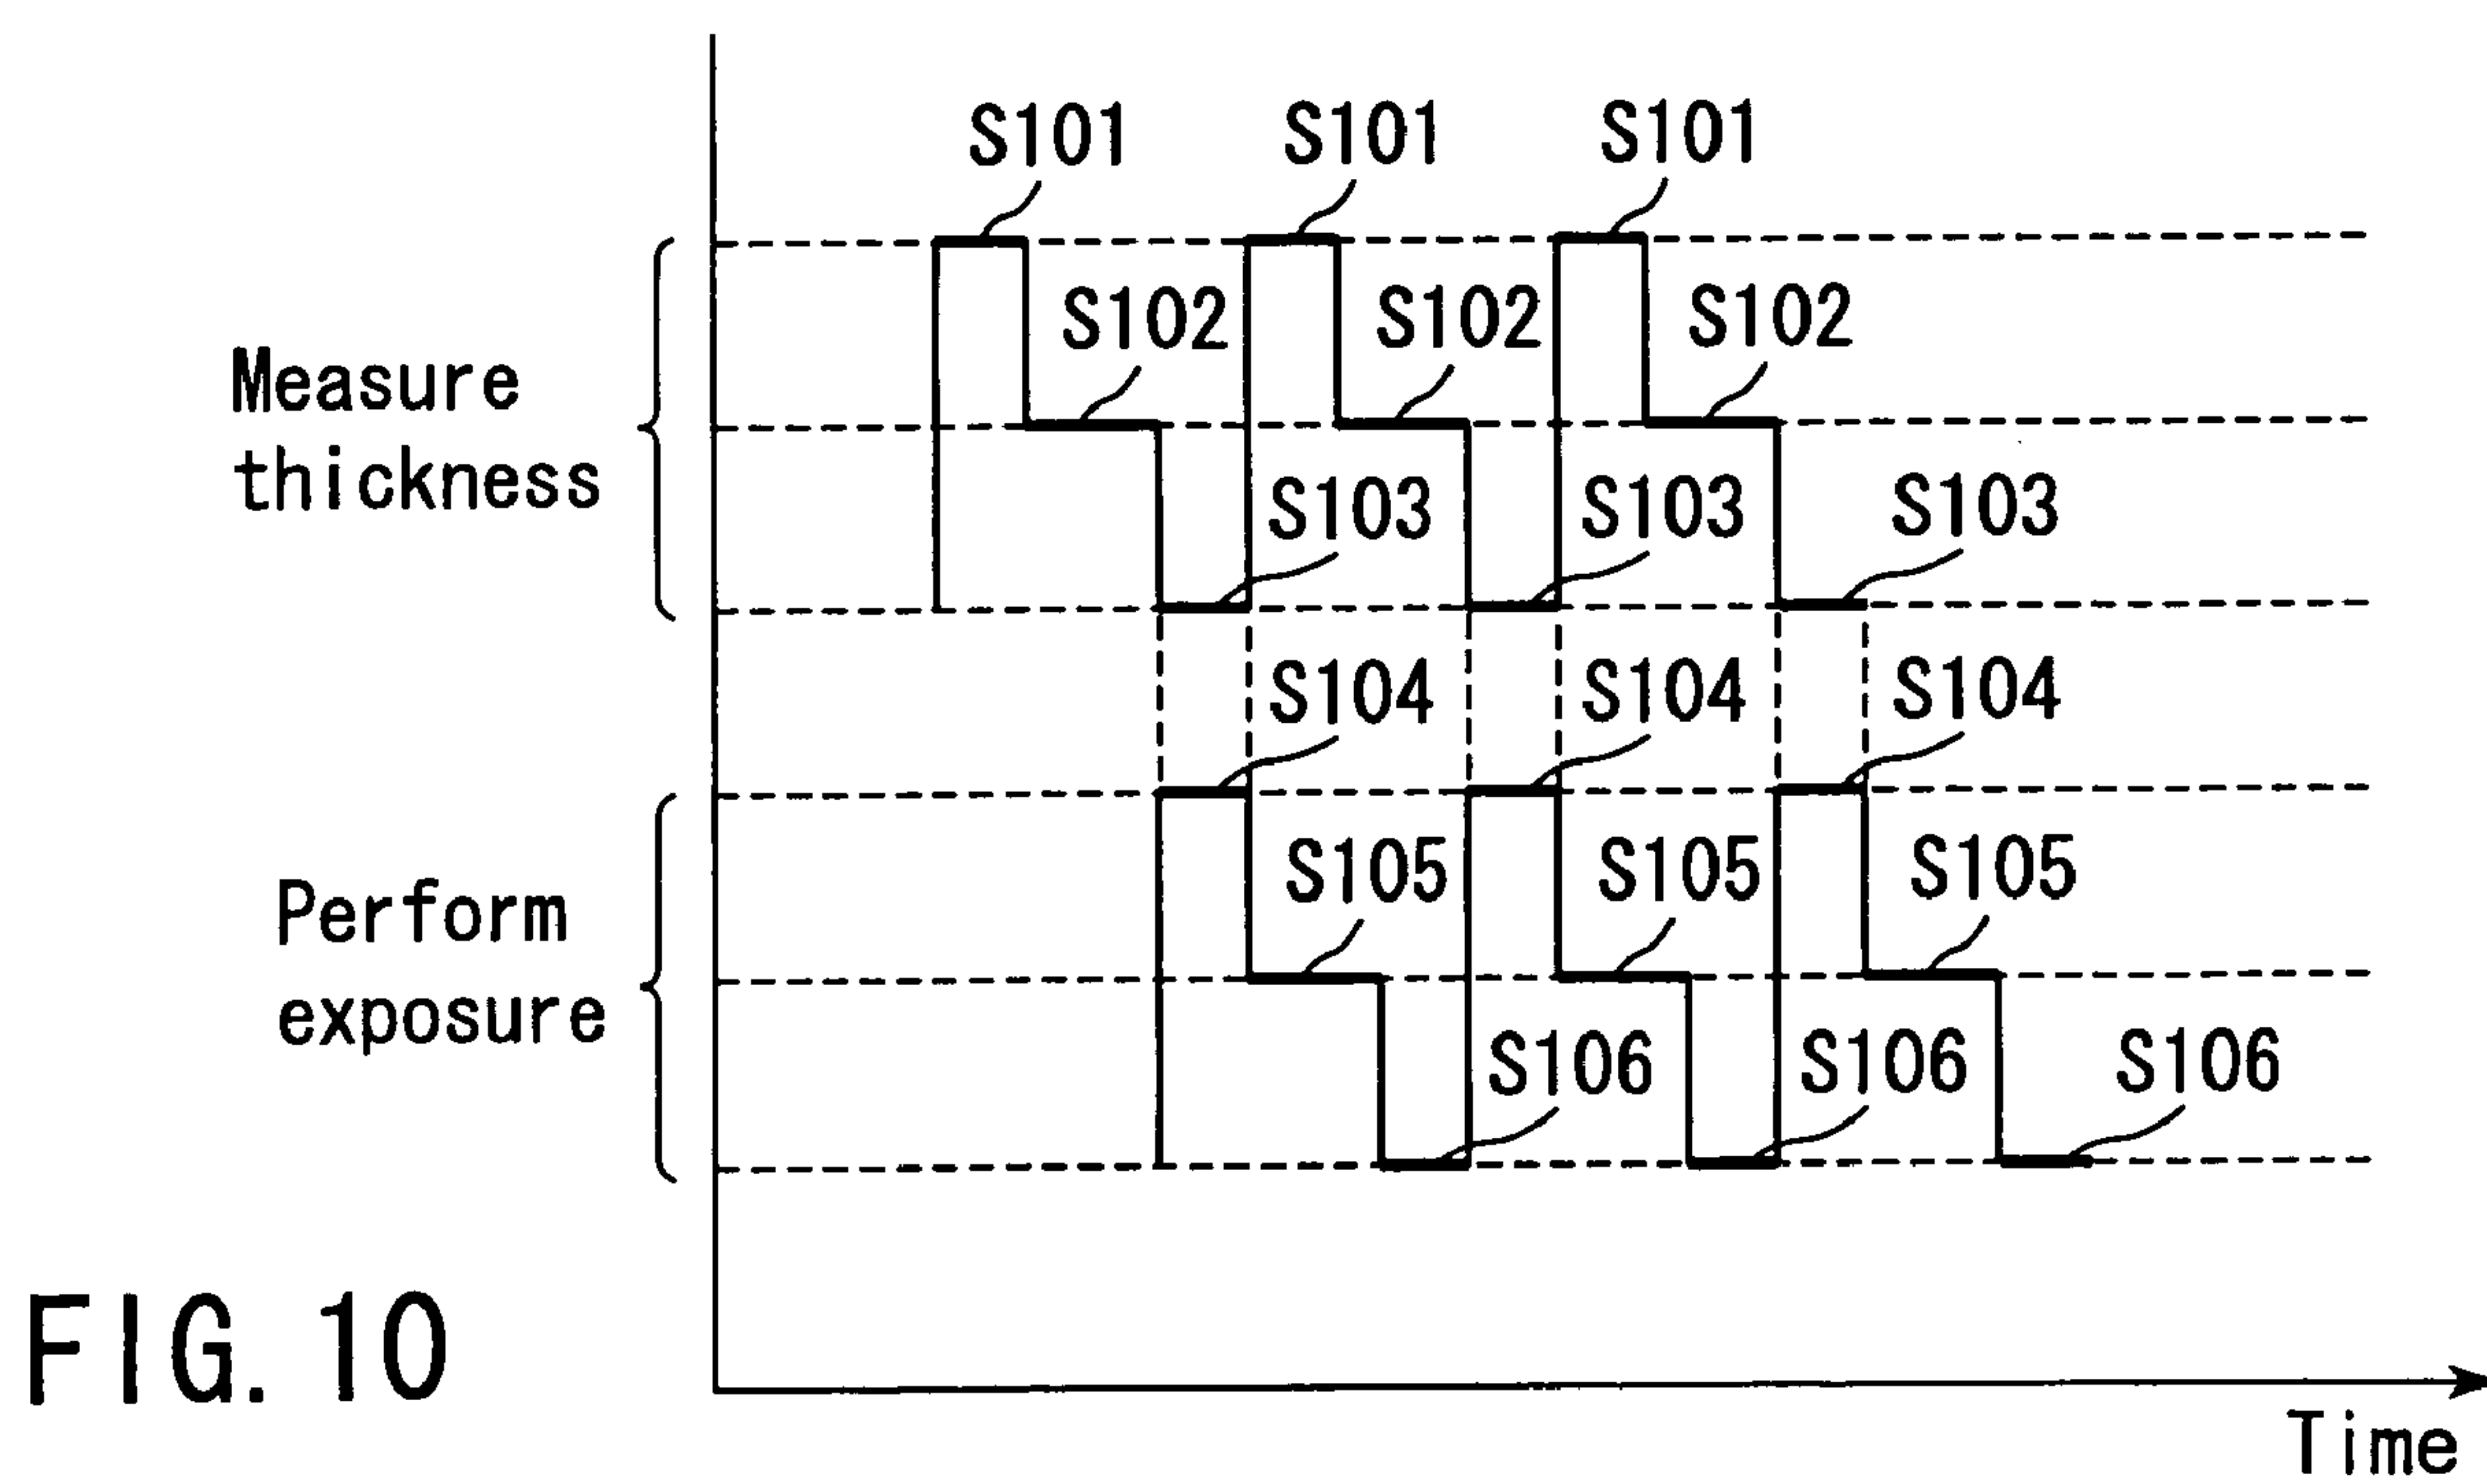 S101 S101 S101
S102 S102 S102
Measure
thickness
S103 S103 S103
S104 S104 S104
S105 S105 S105
Perform
exposure
S106 S106 S106
FIG. 10
Time